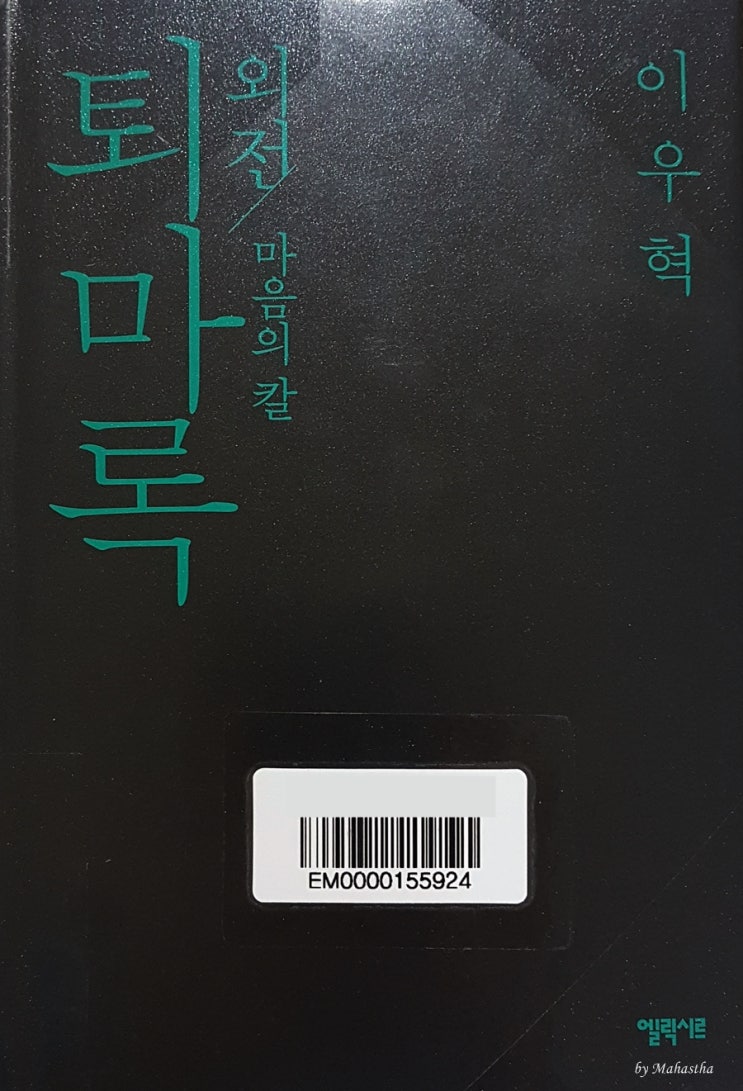 퇴마록
외전/
마음의 칼
이우혁
EM0000155924
엘릭시르
by Mahastha